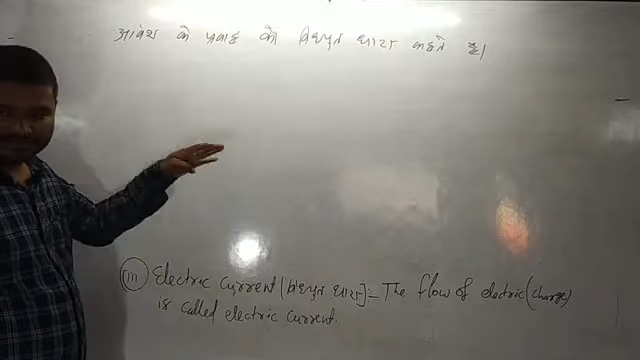 आवेश के प्रवाह को विद्युत धारा कहते है।
(III) Electric Current [विद्युत धारा] :- The flow of electric (charge)
is called electric current.